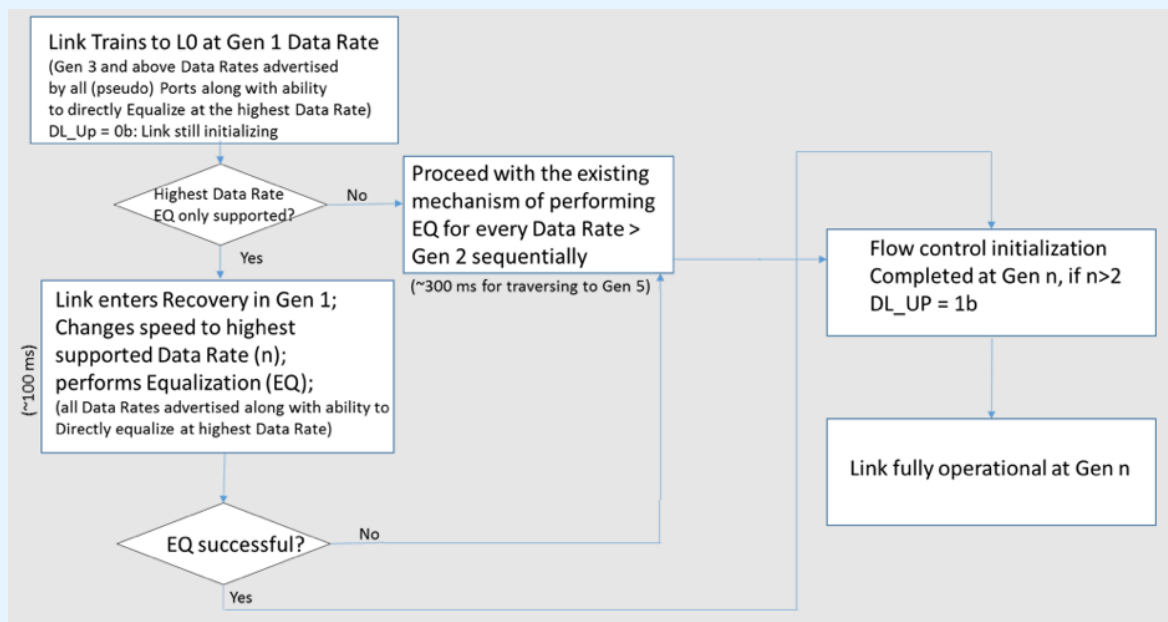 Link Trains to L0 at Gen 1 Data Rate
(Gen 3 and above Data Rates advertised
by all (pseudo) Ports along with ability
to directly Equalize at the highest Data Rate)
DL_Up = 0b: Link still initializing
Highest Data Rate
EQ only supported?
No
Yes
Proceed with the existing
mechanism of performing
EQ for every Data Rate >
Gen 2 sequentially
(~300 ms for traversing to Gen 5)
Link enters Recovery in Gen 1;
Changes speed to highest
supported Data Rate (n);
performs Equalization (EQ);
(all Data Rates advertised along with ability to
Directly equalize at highest Data Rate)
(~100 ms)
EQ successful?
No
Yes
Flow control initialization
Completed at Gen n, if n>2
DL_UP = 1b
Link fully operational at Gen n